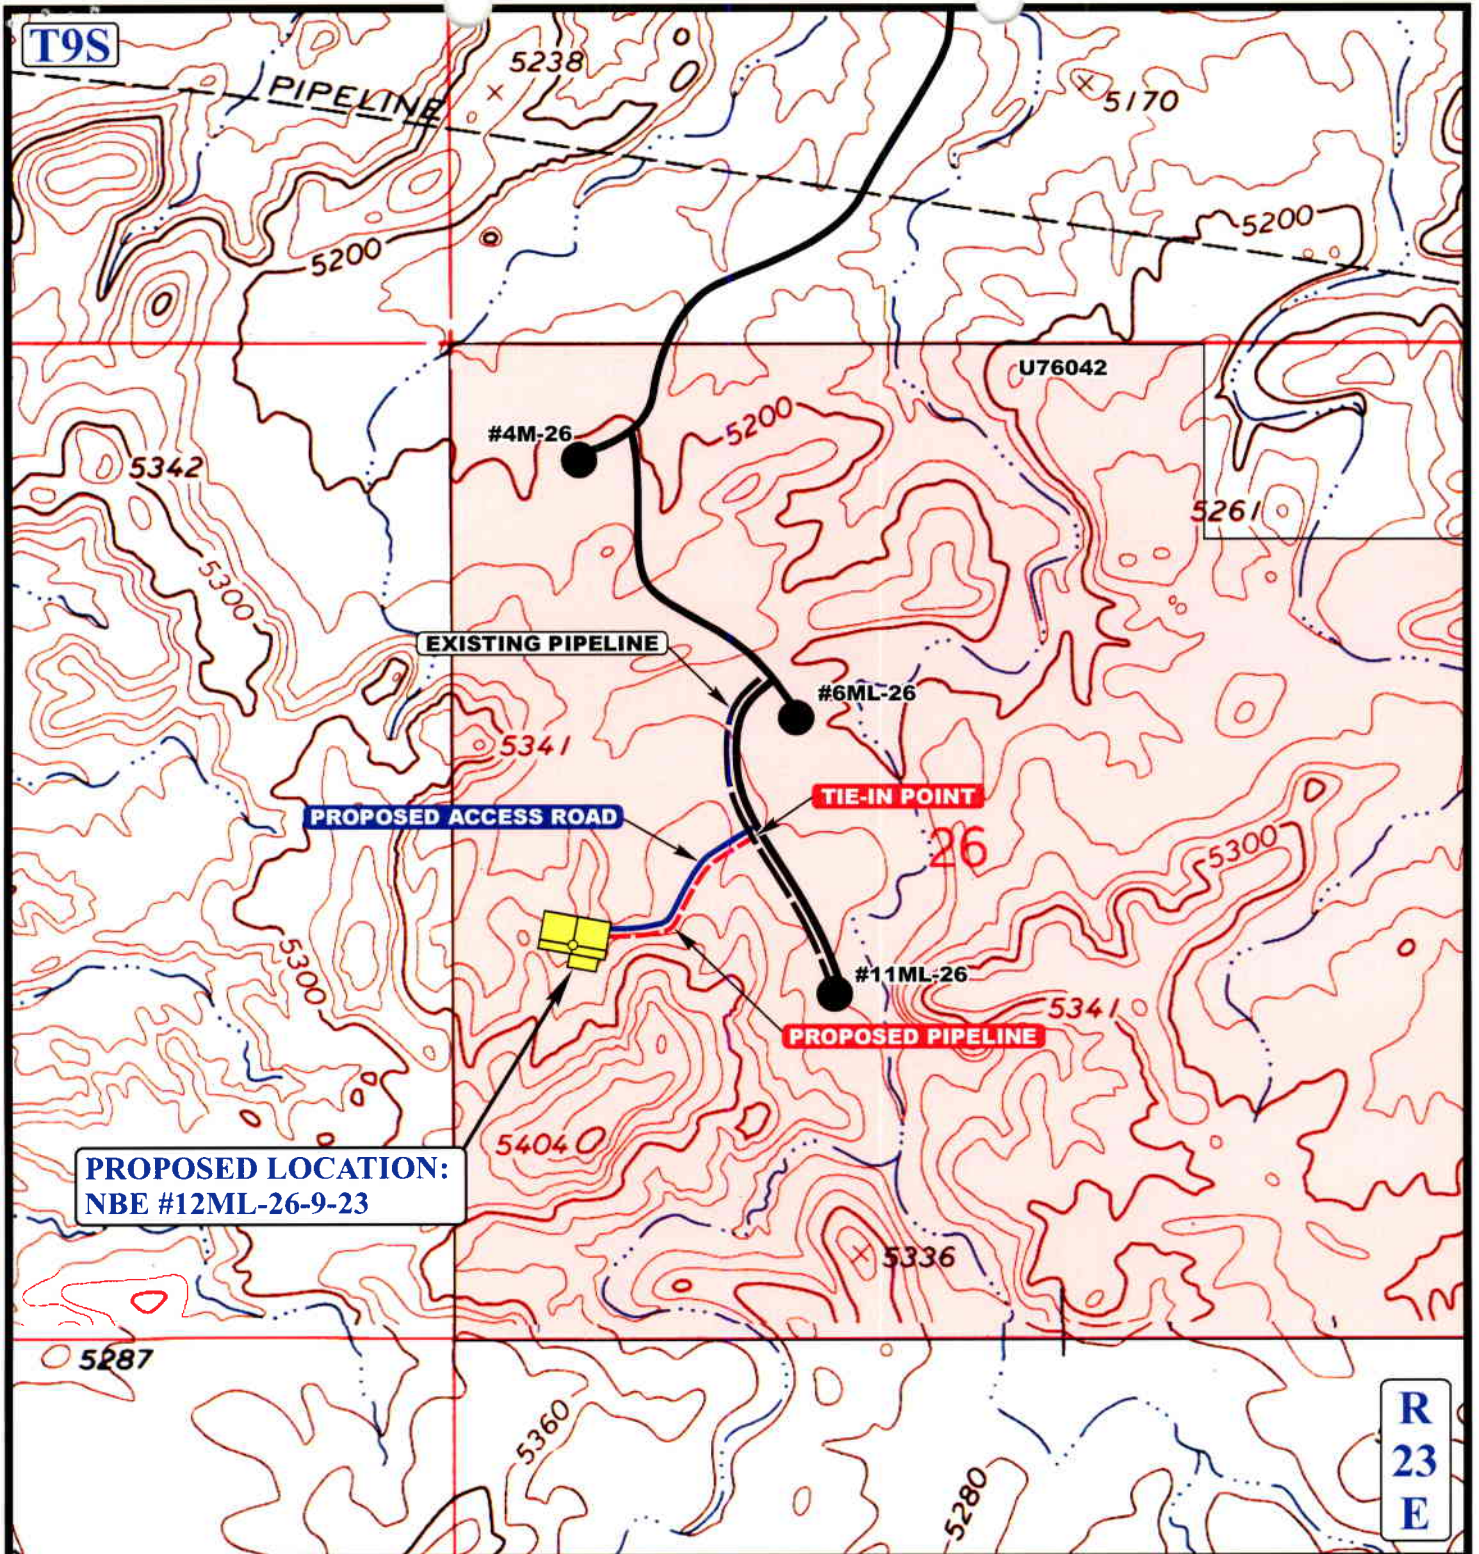 T9S
5238
PIPELINE
5170
5200
5200
U76042
#4M-26
5200
5342
5261
5300
EXISTING PIPELINE
#6ML-26
5341
TIE-IN POINT
PROPOSED ACCESS ROAD
26
5300
5300
#11ML-26
5341
PROPOSED PIPELINE
5404
PROPOSED LOCATION:
NBE #12ML-26-9-23
5336
5287
R
23
E
5360
5280